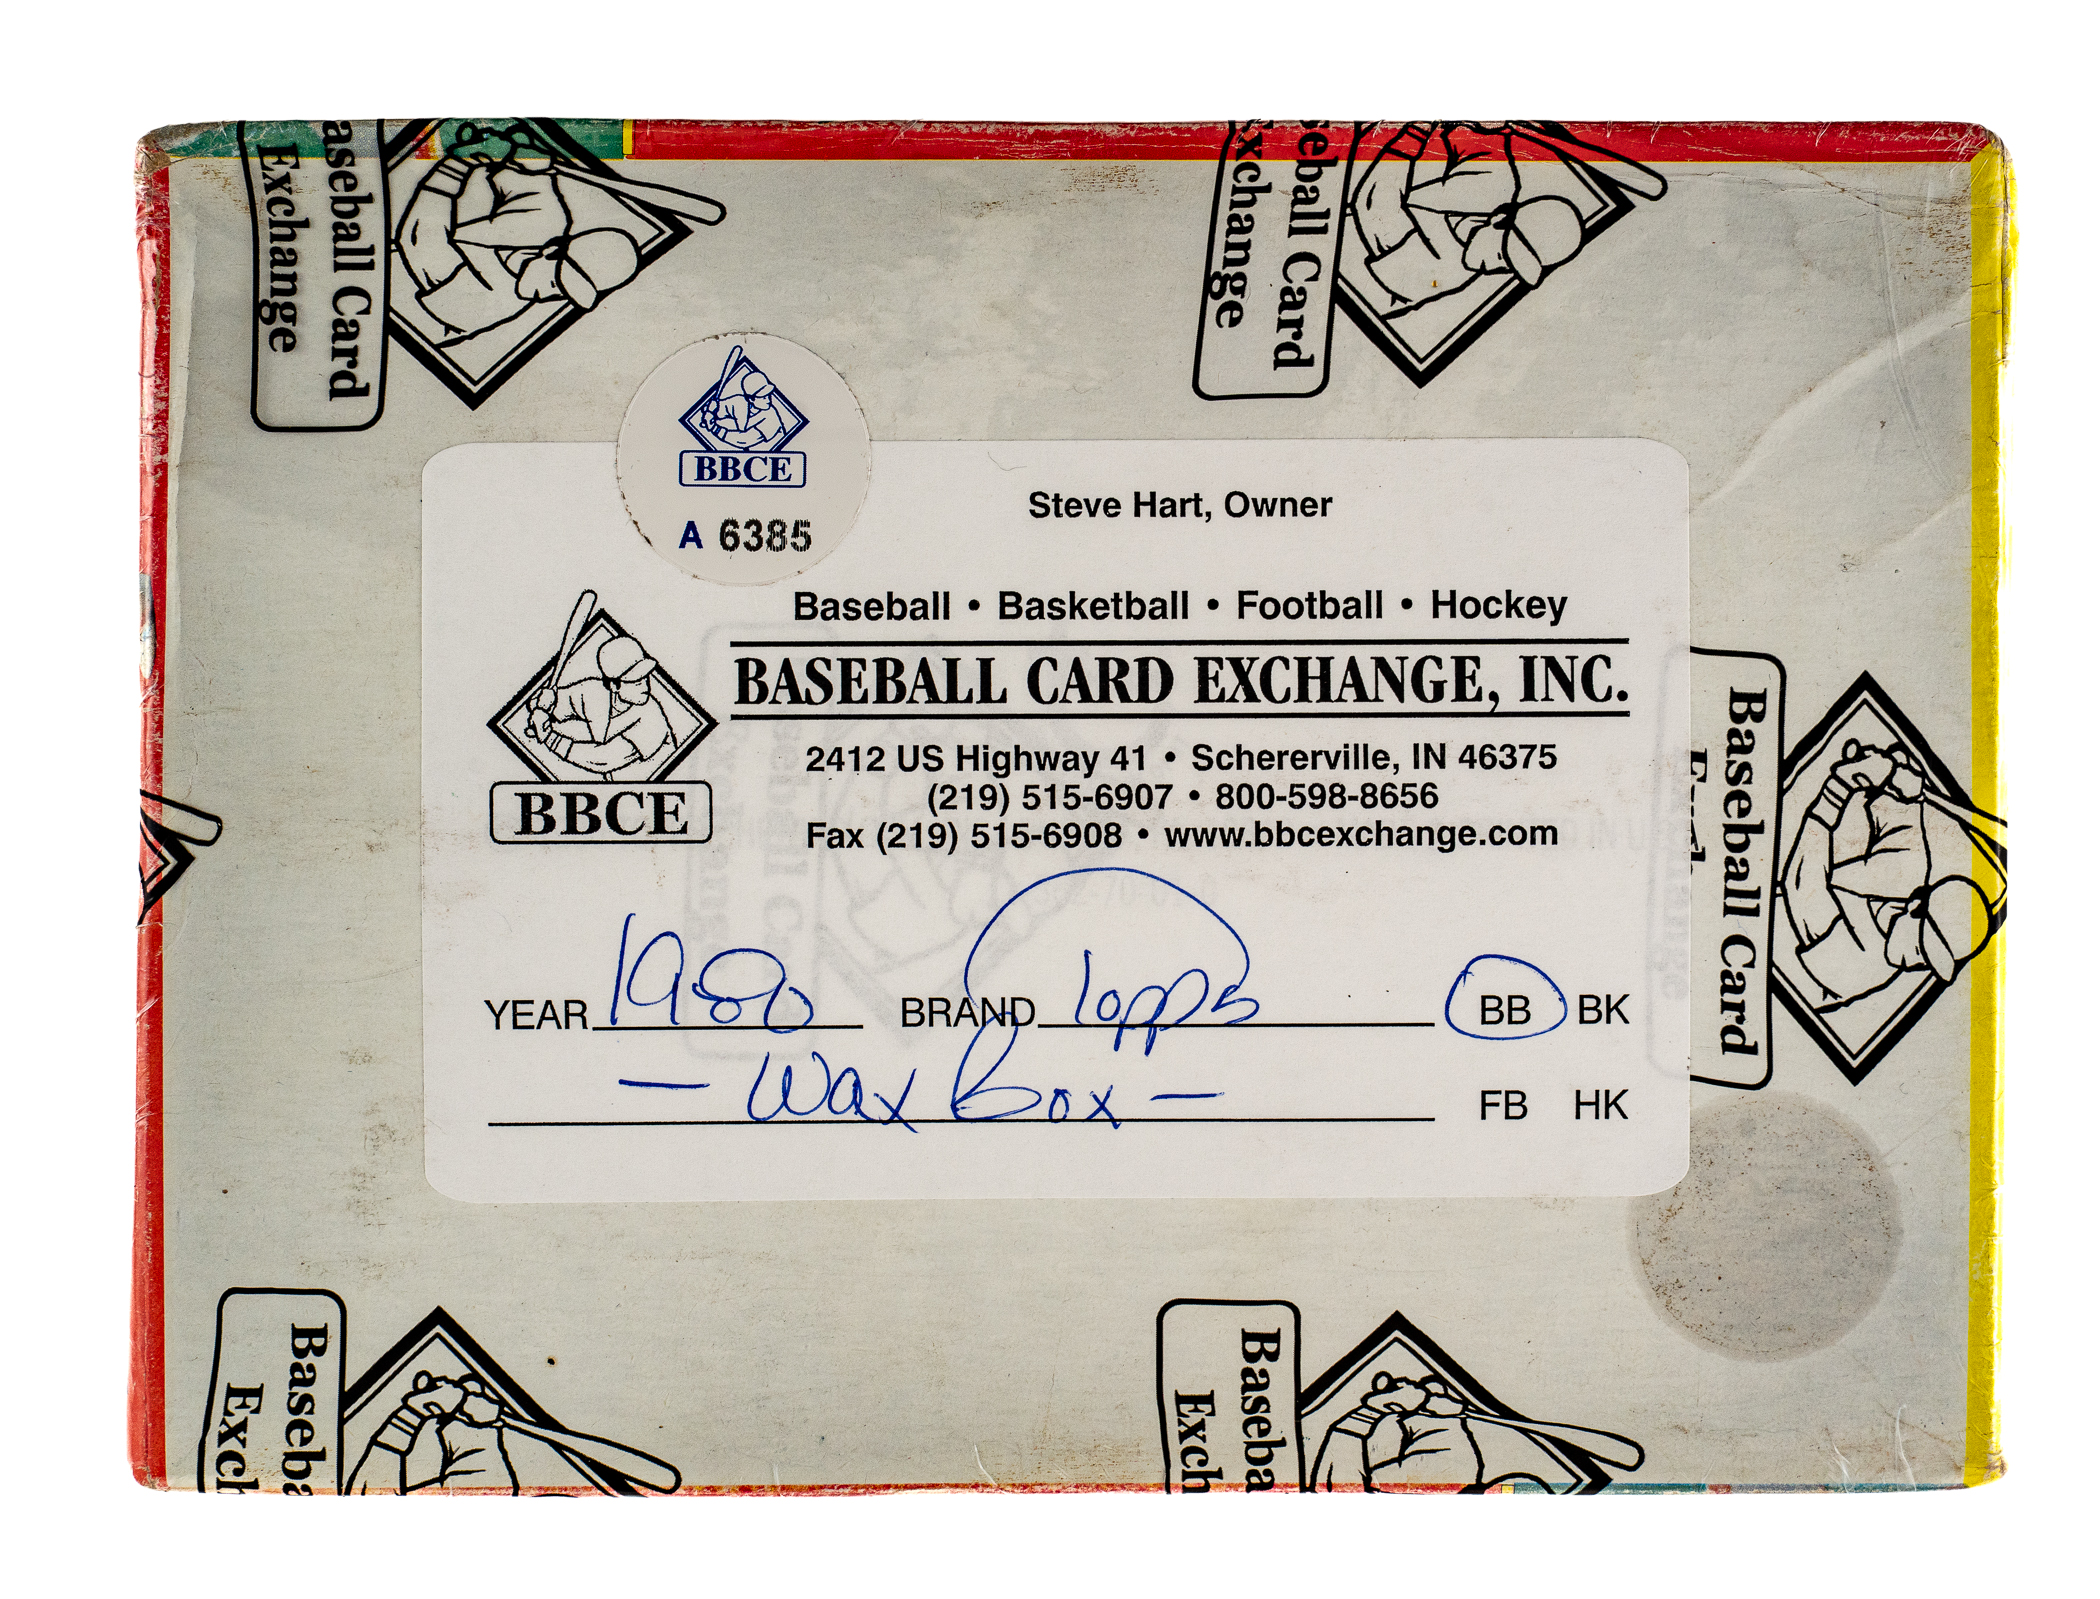 aseball Card
Exchange
eball Card
xchange
BBCE
A 6385
Steve Hart, Owner
Baseball • Basketball • Football • Hockey
BASEBALL CARD EXCHANGE, INC.
2412 US Highway 41 • Schererville, IN 46375
(219) 515-6907 • 800-598-8656
Fax (219) 515-6908 • www.bbcexchange.com
BBCE
YEAR 1980 BRAND Topps BB BK
- Wax Box - FB HK
Baseball Card
Baseba
Exch
Baseba
Exch